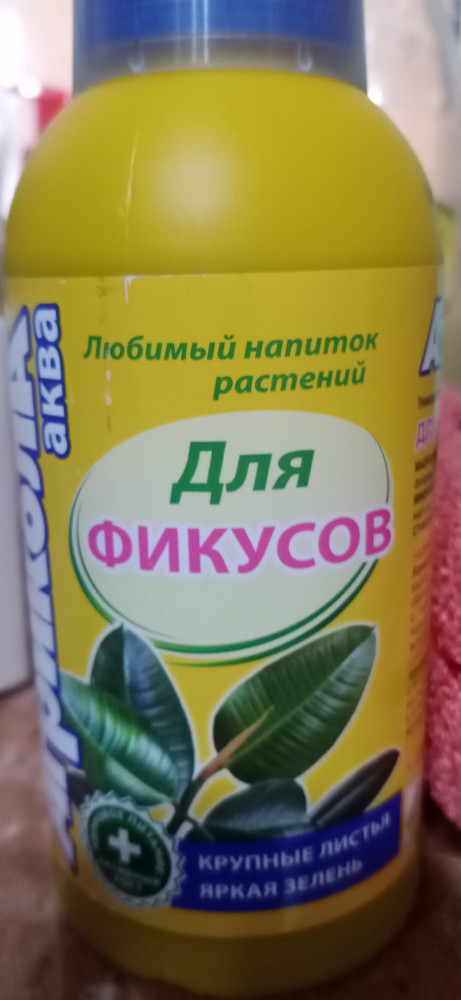 Агрикола
аква
Любимый напиток
растений
Для
ФИКУСОВ
КРУПНЫЕ ЛИСТЬЯ
ЯРКАЯ ЗЕЛЕНЬ